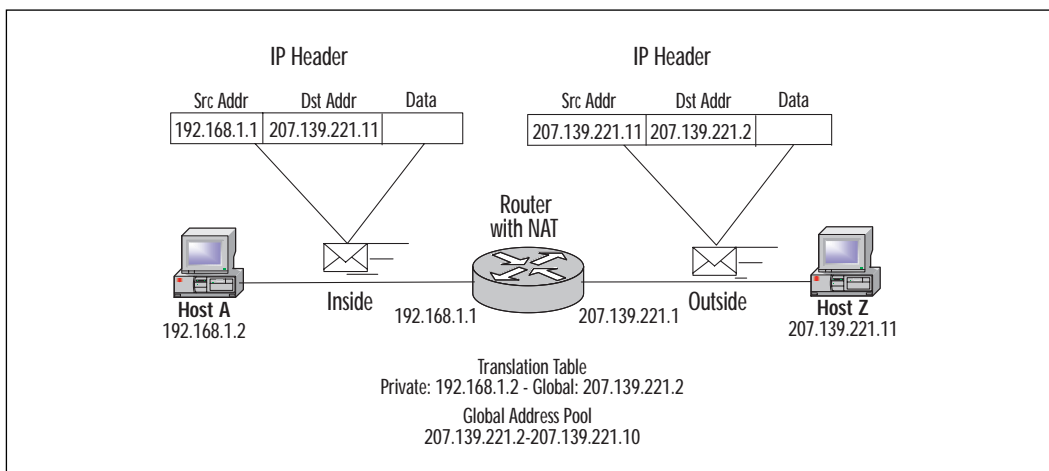 IP Header
Src Addr Dst Addr Data
192.168.1.1 207.139.221.11
IP Header
Src Addr Dst Addr Data
207.139.221.11 207.139.221.2
Router
with NAT
Inside
Outside
Host A
192.168.1.2
192.168.1.1
207.139.221.1
Host Z
207.139.221.11
Translation Table
Private: 192.168.1.2 - Global: 207.139.221.2
Global Address Pool
207.139.221.2-207.139.221.10